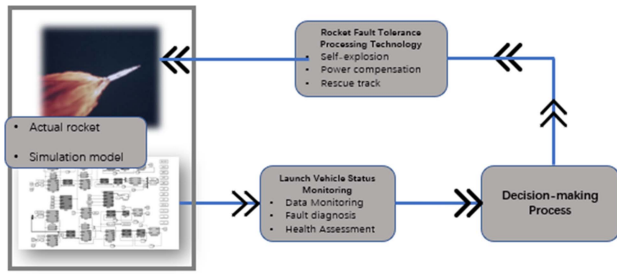 Rocket Fault Tolerance
Processing Technology
• Self-explosion
• Power compensation
• Rescue track
• Actual rocket
• Simulation model
Launch Vehicle Status
Monitoring
• Data Monitoring
• Fault diagnosis
• Health Assessment
Decision-making
Process